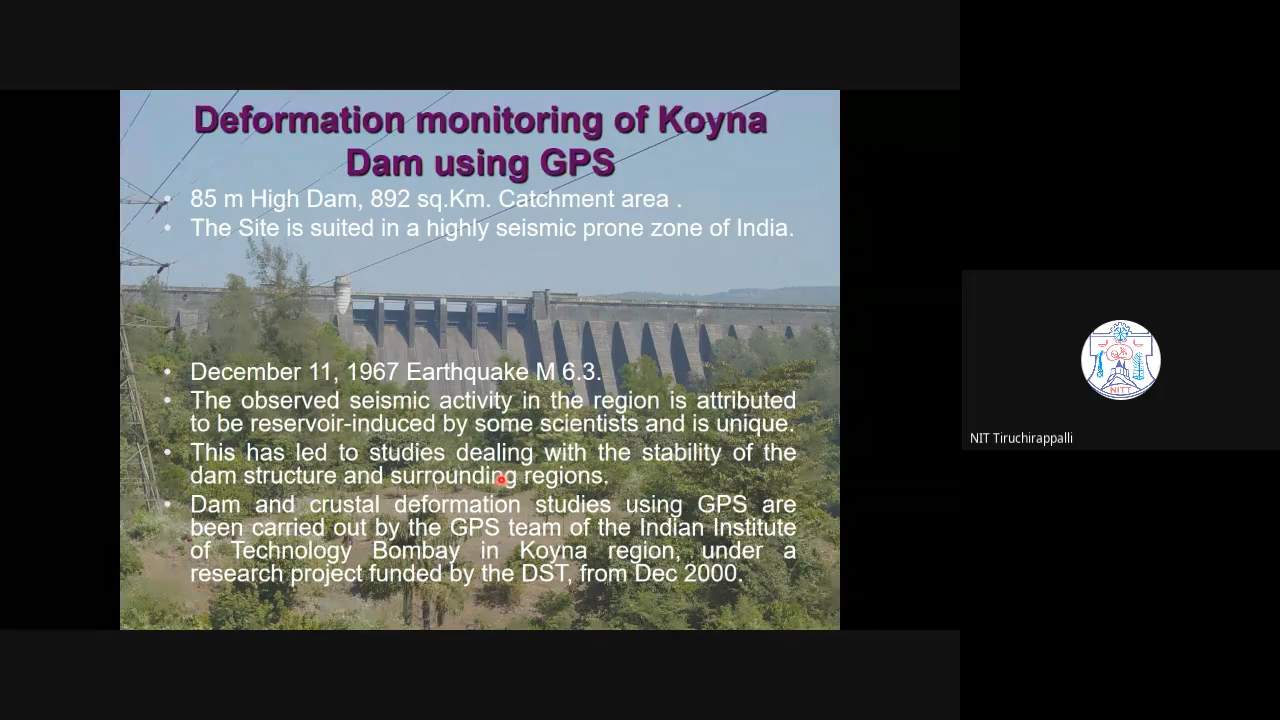 Deformation monitoring of Koyna
Dam using GPS
• 85 m High Dam, 892 sq.Km. Catchment area .
• The Site is suited in a highly seismic prone zone of India.
• December 11, 1967 Earthquake M 6.3.
• The observed seismic activity in the region is attributed
to be reservoir-induced by some scientists and is unique.
• This has led to studies dealing with the stability of the
dam structure and surrounding regions.
• Dam and crustal deformation studies using GPS are
been carried out by the GPS team of the Indian Institute
of Technology Bombay in Koyna region, under a
research project funded by the DST, from Dec 2000.
NITT
NIT Tiruchirappalli